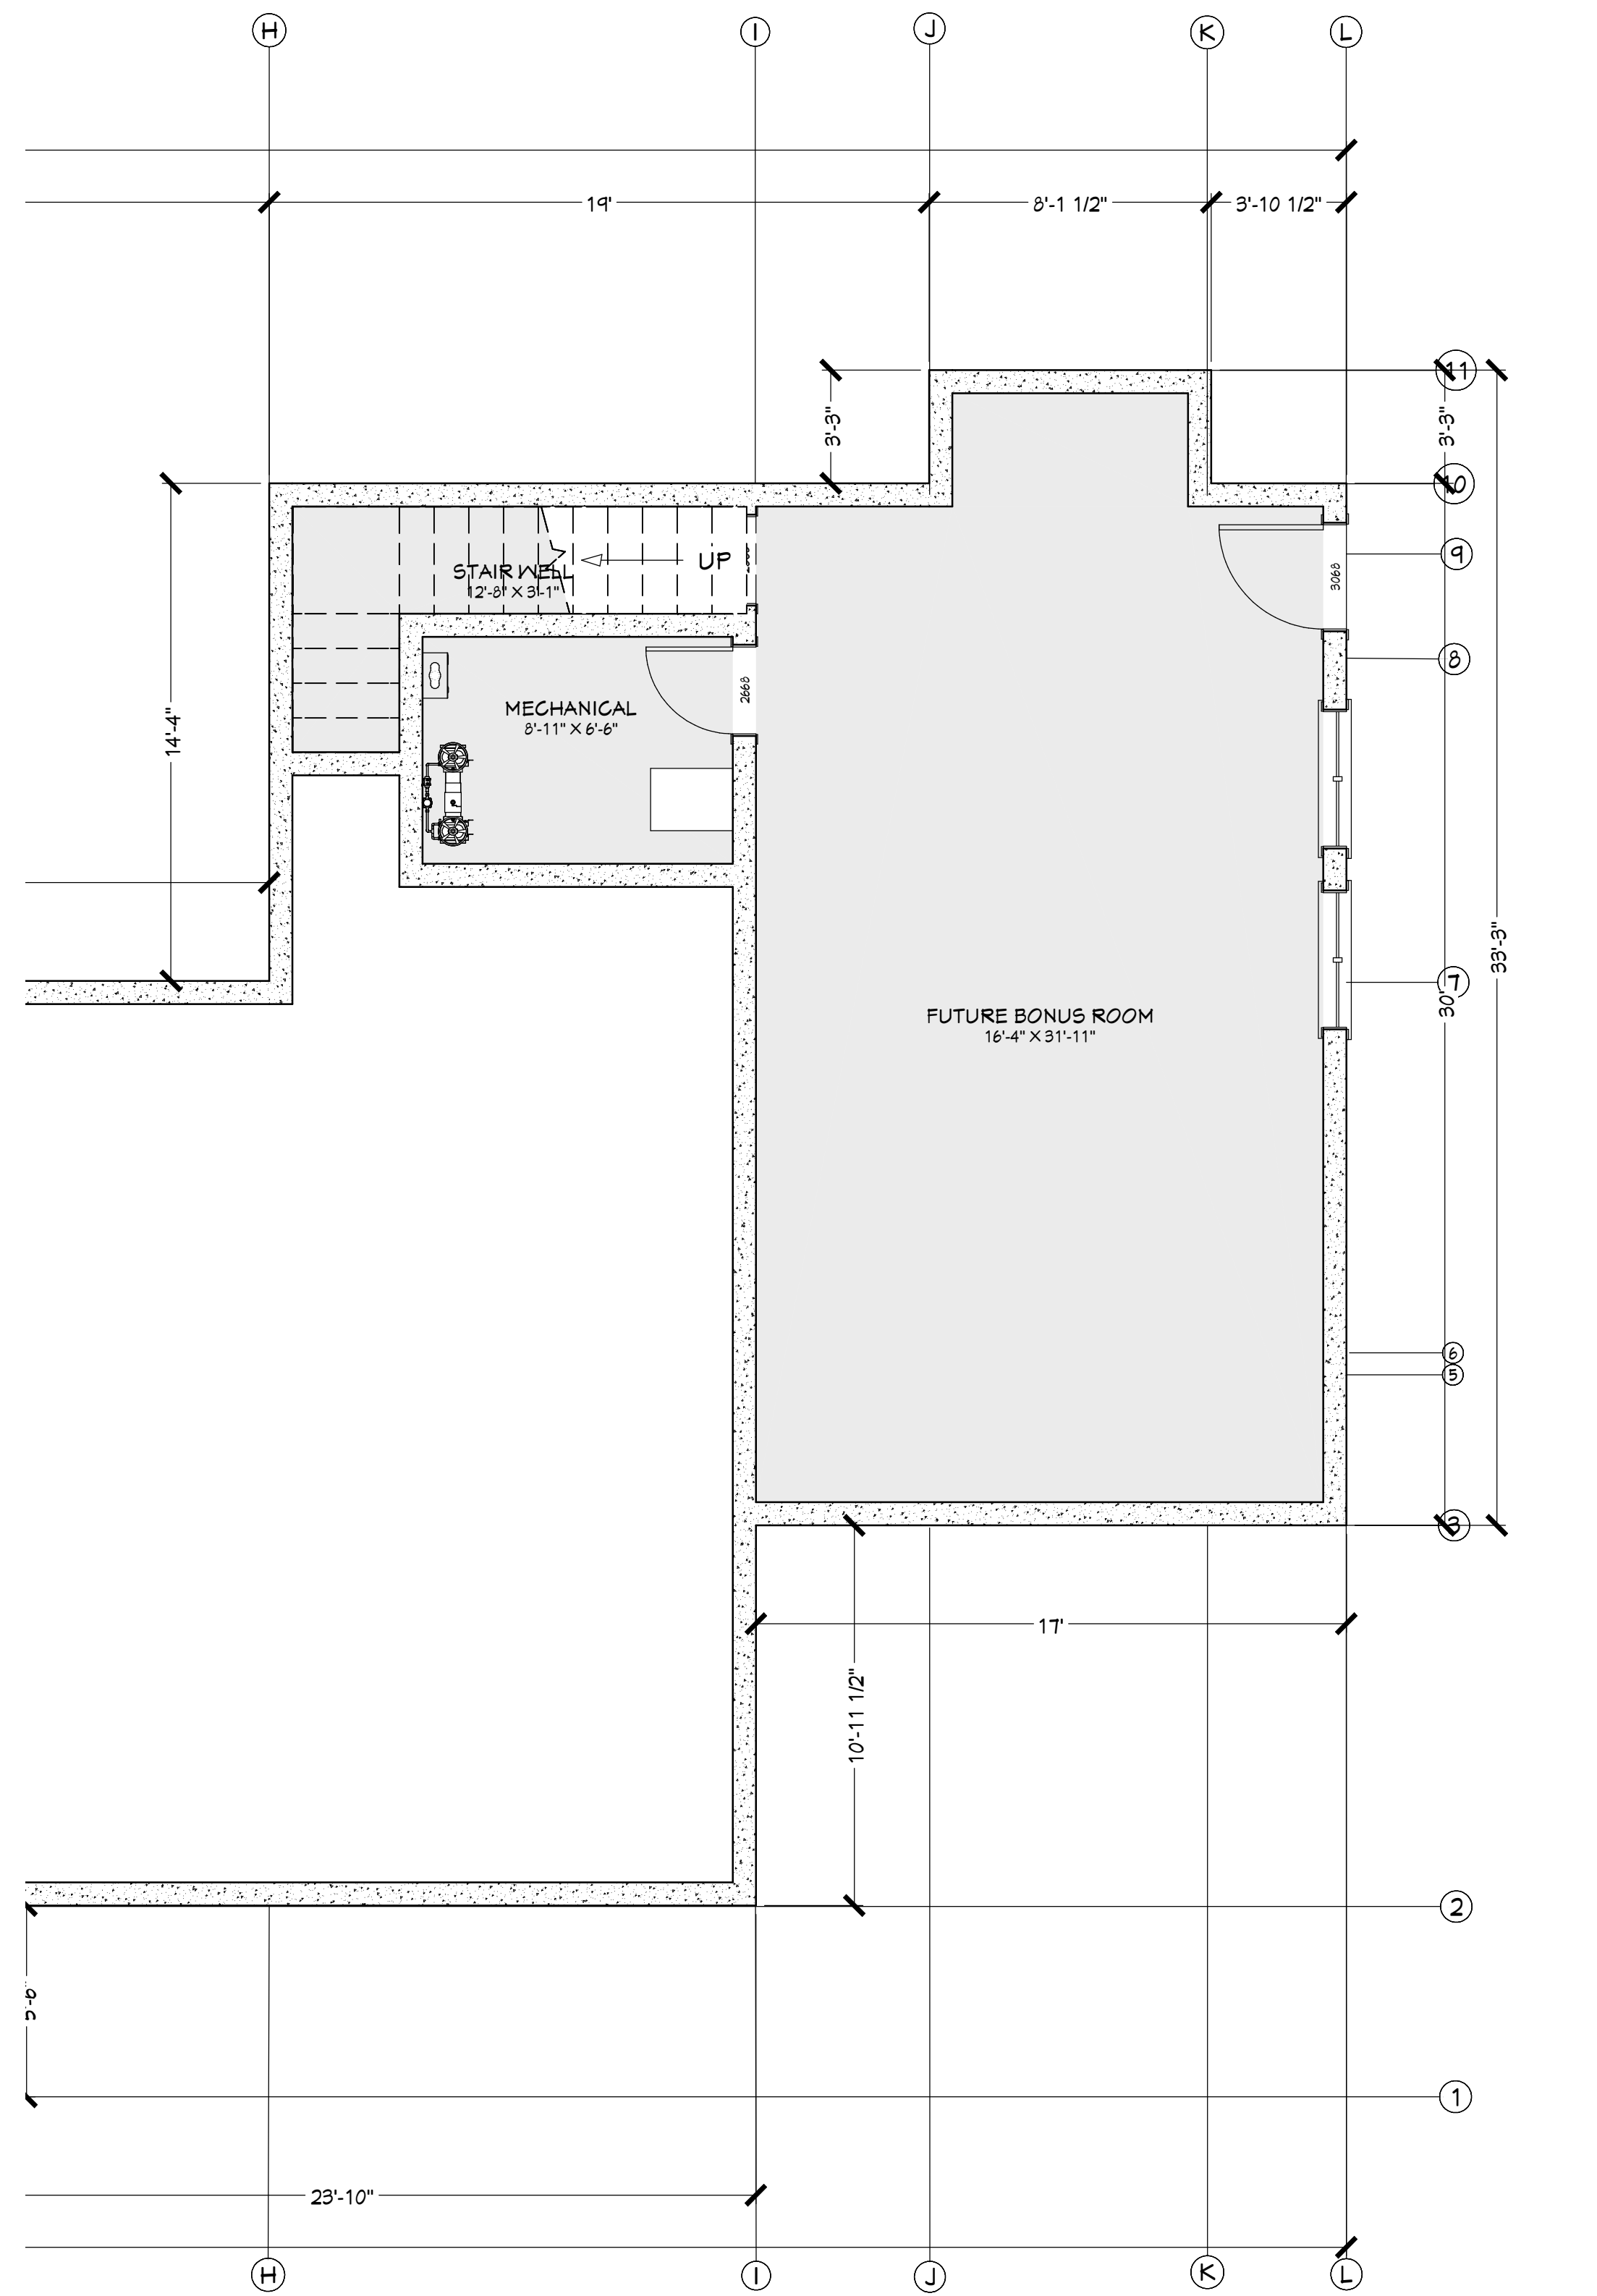 H
I
J
K
L
19'
8'-1 1/2"
3'-10 1/2"
11
3'-3"
3'-3"
10
9
UP
STAIR WELL
12'-8" X 3'-1"
3068
8
2668
MECHANICAL
8'-11" X 6'-6"
14'-4"
33'-3"
7
30'
FUTURE BONUS ROOM
16'-4" X 31'-11"
6
5
3
17'
10'-11 1/2"
2
1
23'-10"
H
I
J
K
L